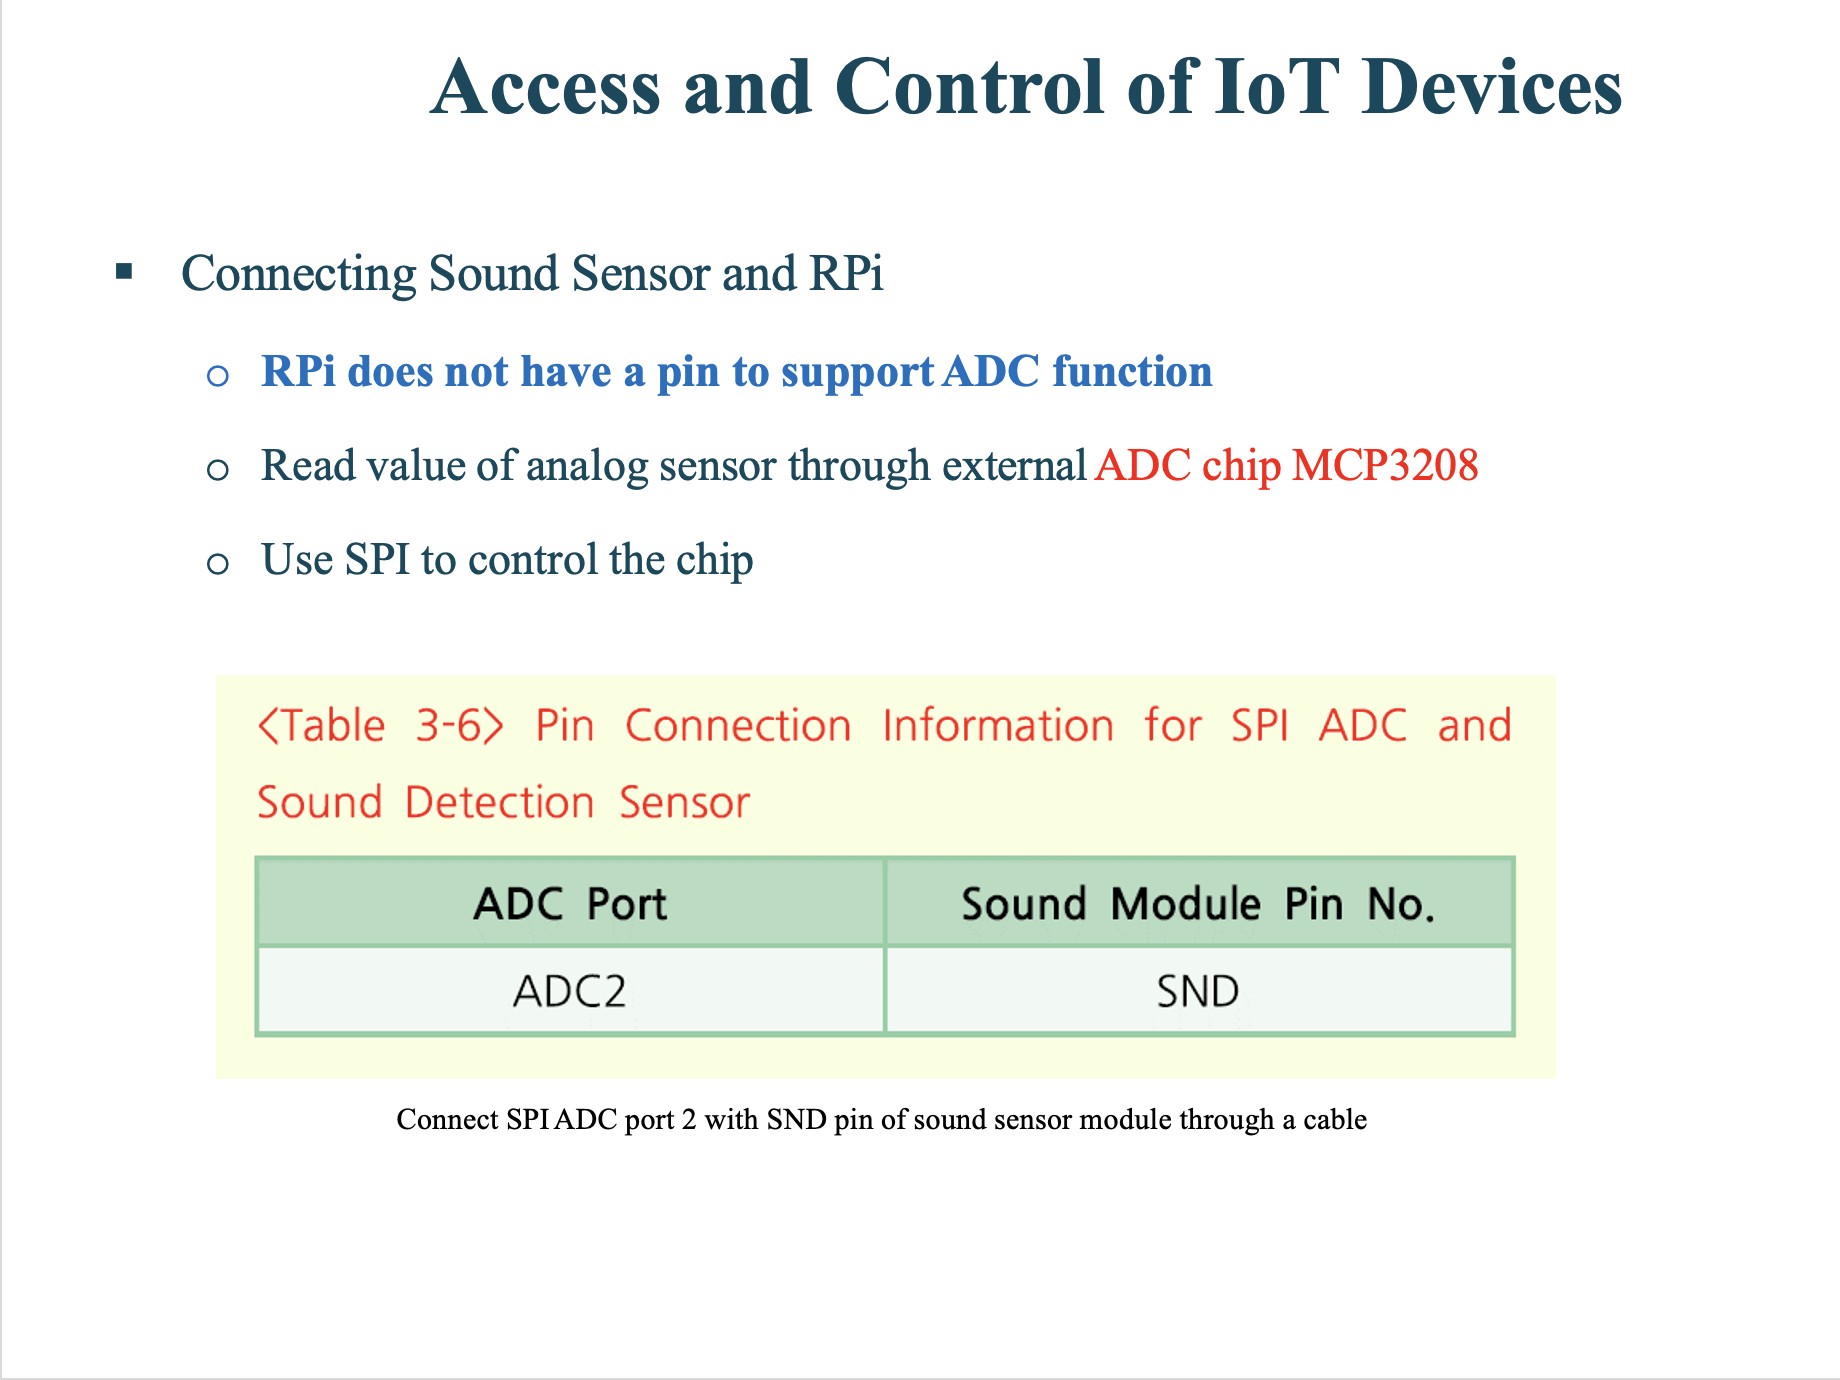 Access and Control of IoT Devices
▪ Connecting Sound Sensor and RPi
o RPi does not have a pin to support ADC function
o Read value of analog sensor through external ADC chip MCP3208
o Use SPI to control the chip
<Table 3-6> Pin Connection Information for SPI ADC and
Sound Detection Sensor
ADC Port Sound Module Pin No.
ADC2 SND
Connect SPI ADC port 2 with SND pin of sound sensor module through a cable